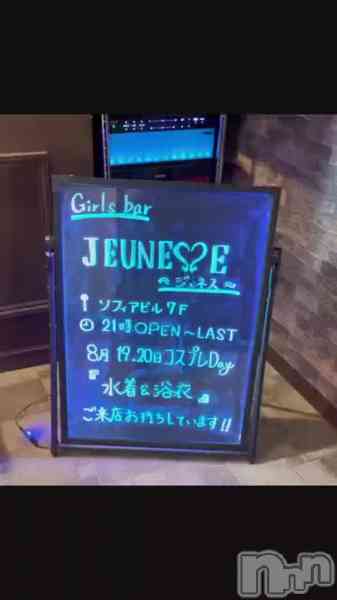 Girls bar
JEUNESSE
～ジュネス～
ソフィアビル7F
21時OPEN～LAST
8月19.20日コスプレDay
『水着&浴衣』
ご来店お待ちしています!!
nnn